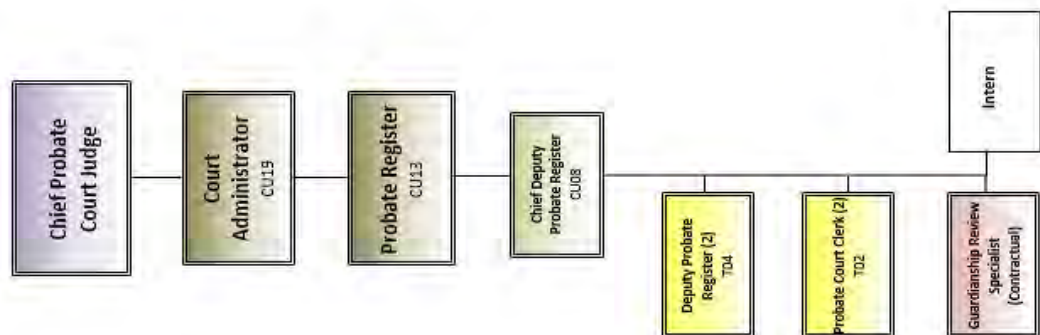 Chief Probate
Court Judge
Court
Administrator
CU19
Probate Register
CU13
Chief Deputy
Probate Register
CU08
Deputy Probate
Register (2)
T04
Probate Court Clerk (2)
T02
Guardianship Review
Specialist
(Contractual)
Intern